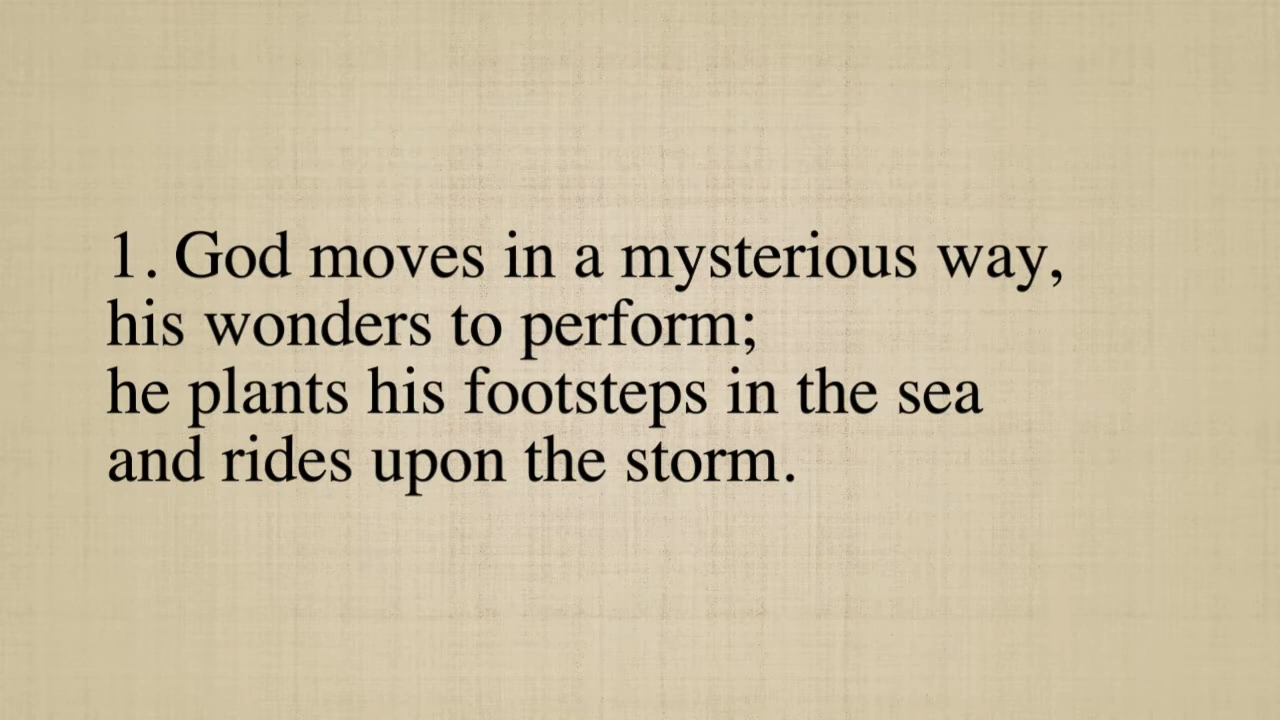 1. God moves in a mysterious way,
his wonders to perform;
he plants his footsteps in the sea
and rides upon the storm.